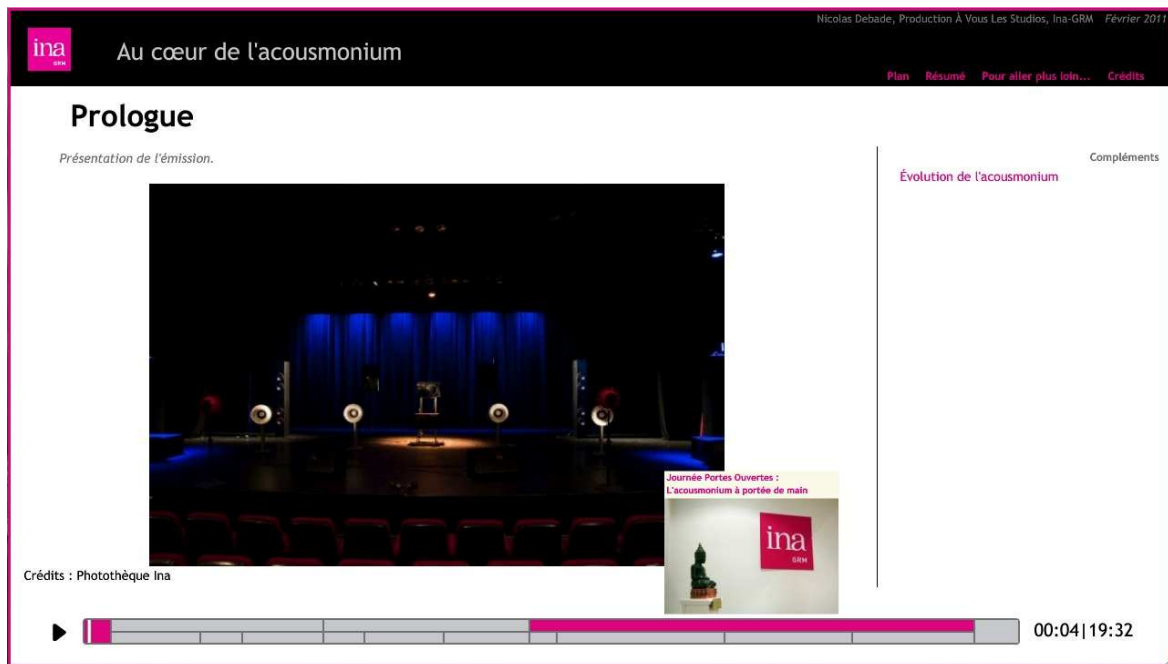 Nicolas Debade, Production À Vous Les Studios, Ina-GRM Février 2011
ina
GRM
Au cœur de l'acousmonium
Plan Résumé Pour aller plus loin... Crédits
Prologue
Présentation de l'émission.
Compléments
Évolution de l'acousmonium
Journée Portes Ouvertes :
L'acousmonium à portée de main
ina
GRM
Crédits : Photothèque Ina
00:04|19:32